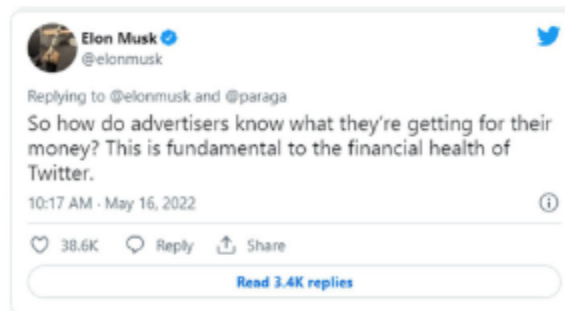 Elon Musk
@elonmusk
Replying to @elonmusk and @paraga
So how do advertisers know what they're getting for their
money? This is fundamental to the financial health of
Twitter.
10:17 AM · May 16, 2022
38.6K Reply Share
Read 3.4K replies